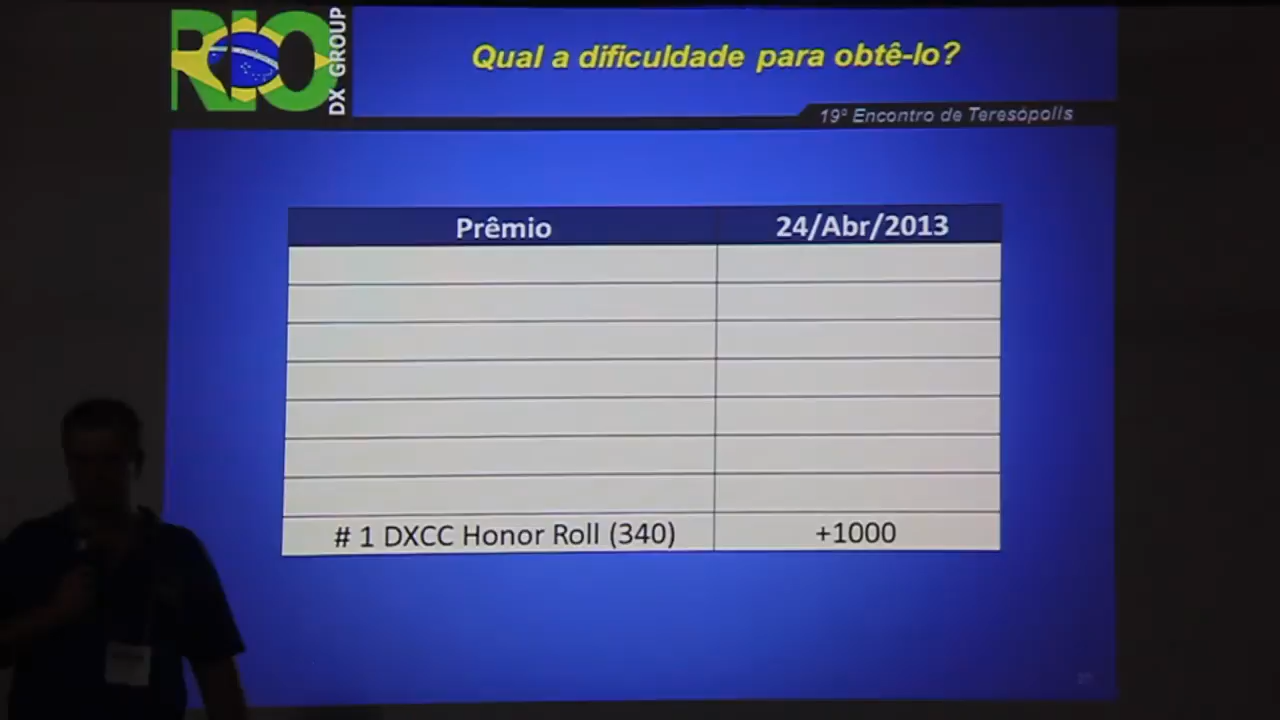 RIO
DX GROUP
Qual a dificuldade para obtê-lo?
19º Encontro de Teresópolis
Prêmio 24/Abr/2013
# 1 DXCC Honor Roll (340) +1000